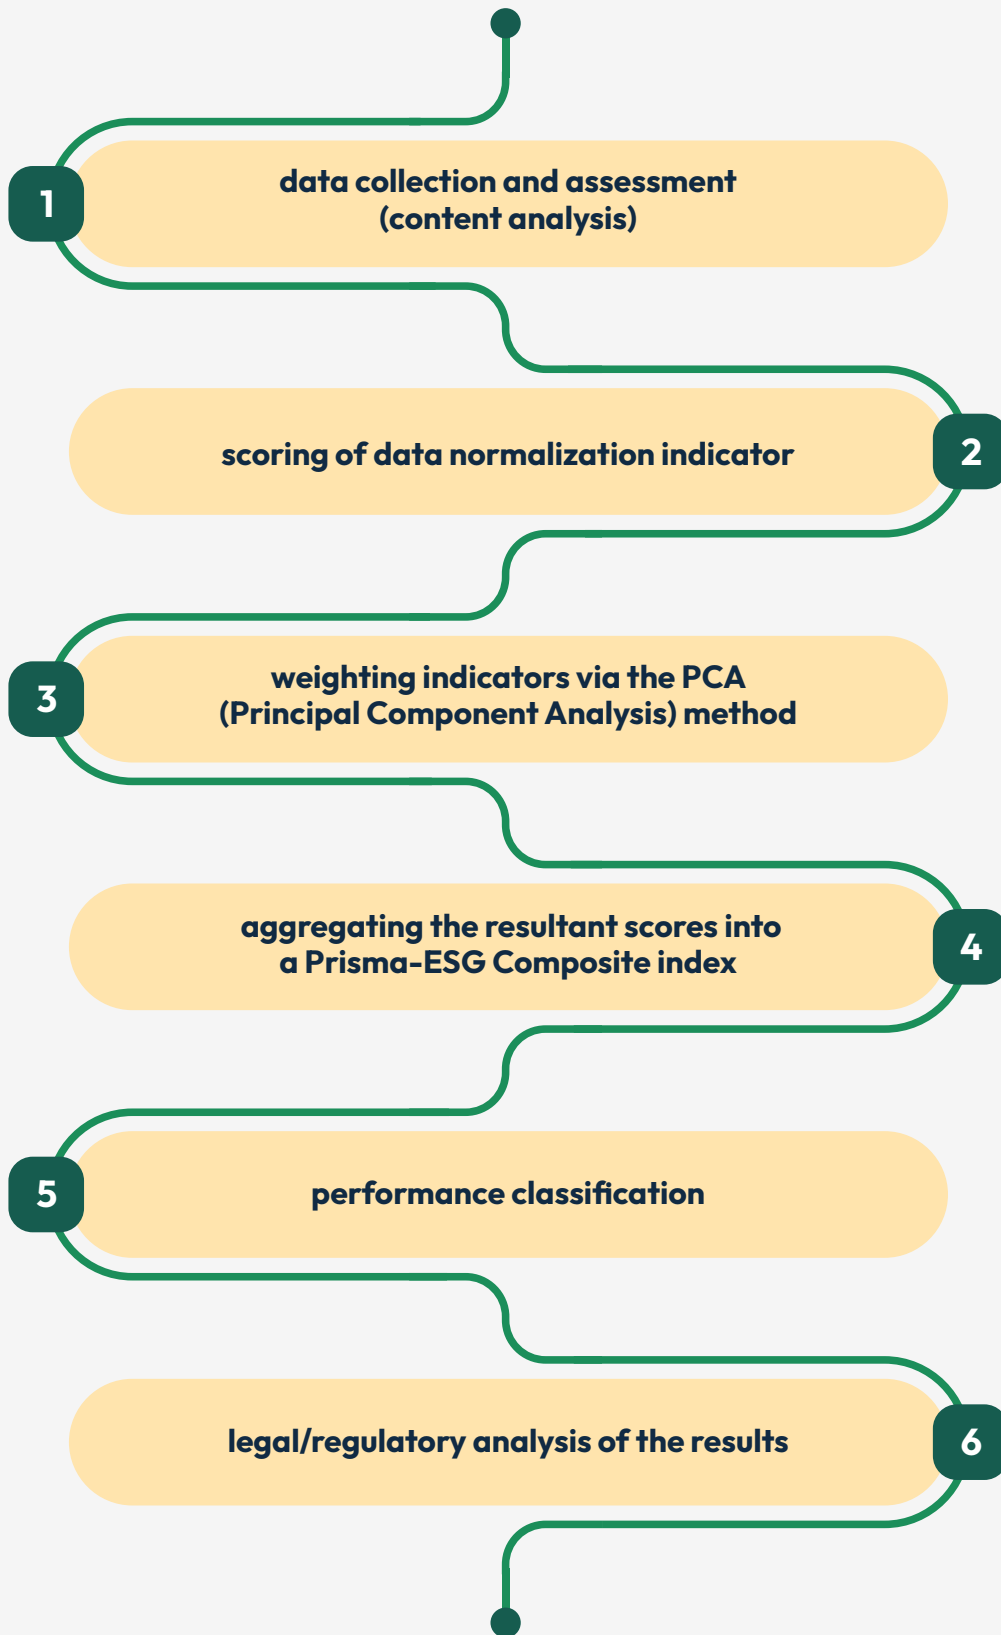 1
data collection and assessment
(content analysis)
scoring of data normalization indicator
2
3
weighting indicators via the PCA
(Principal Component Analysis) method
aggregating the resultant scores into
a Prisma-ESG Composite index
4
5
performance classification
legal/regulatory analysis of the results
6